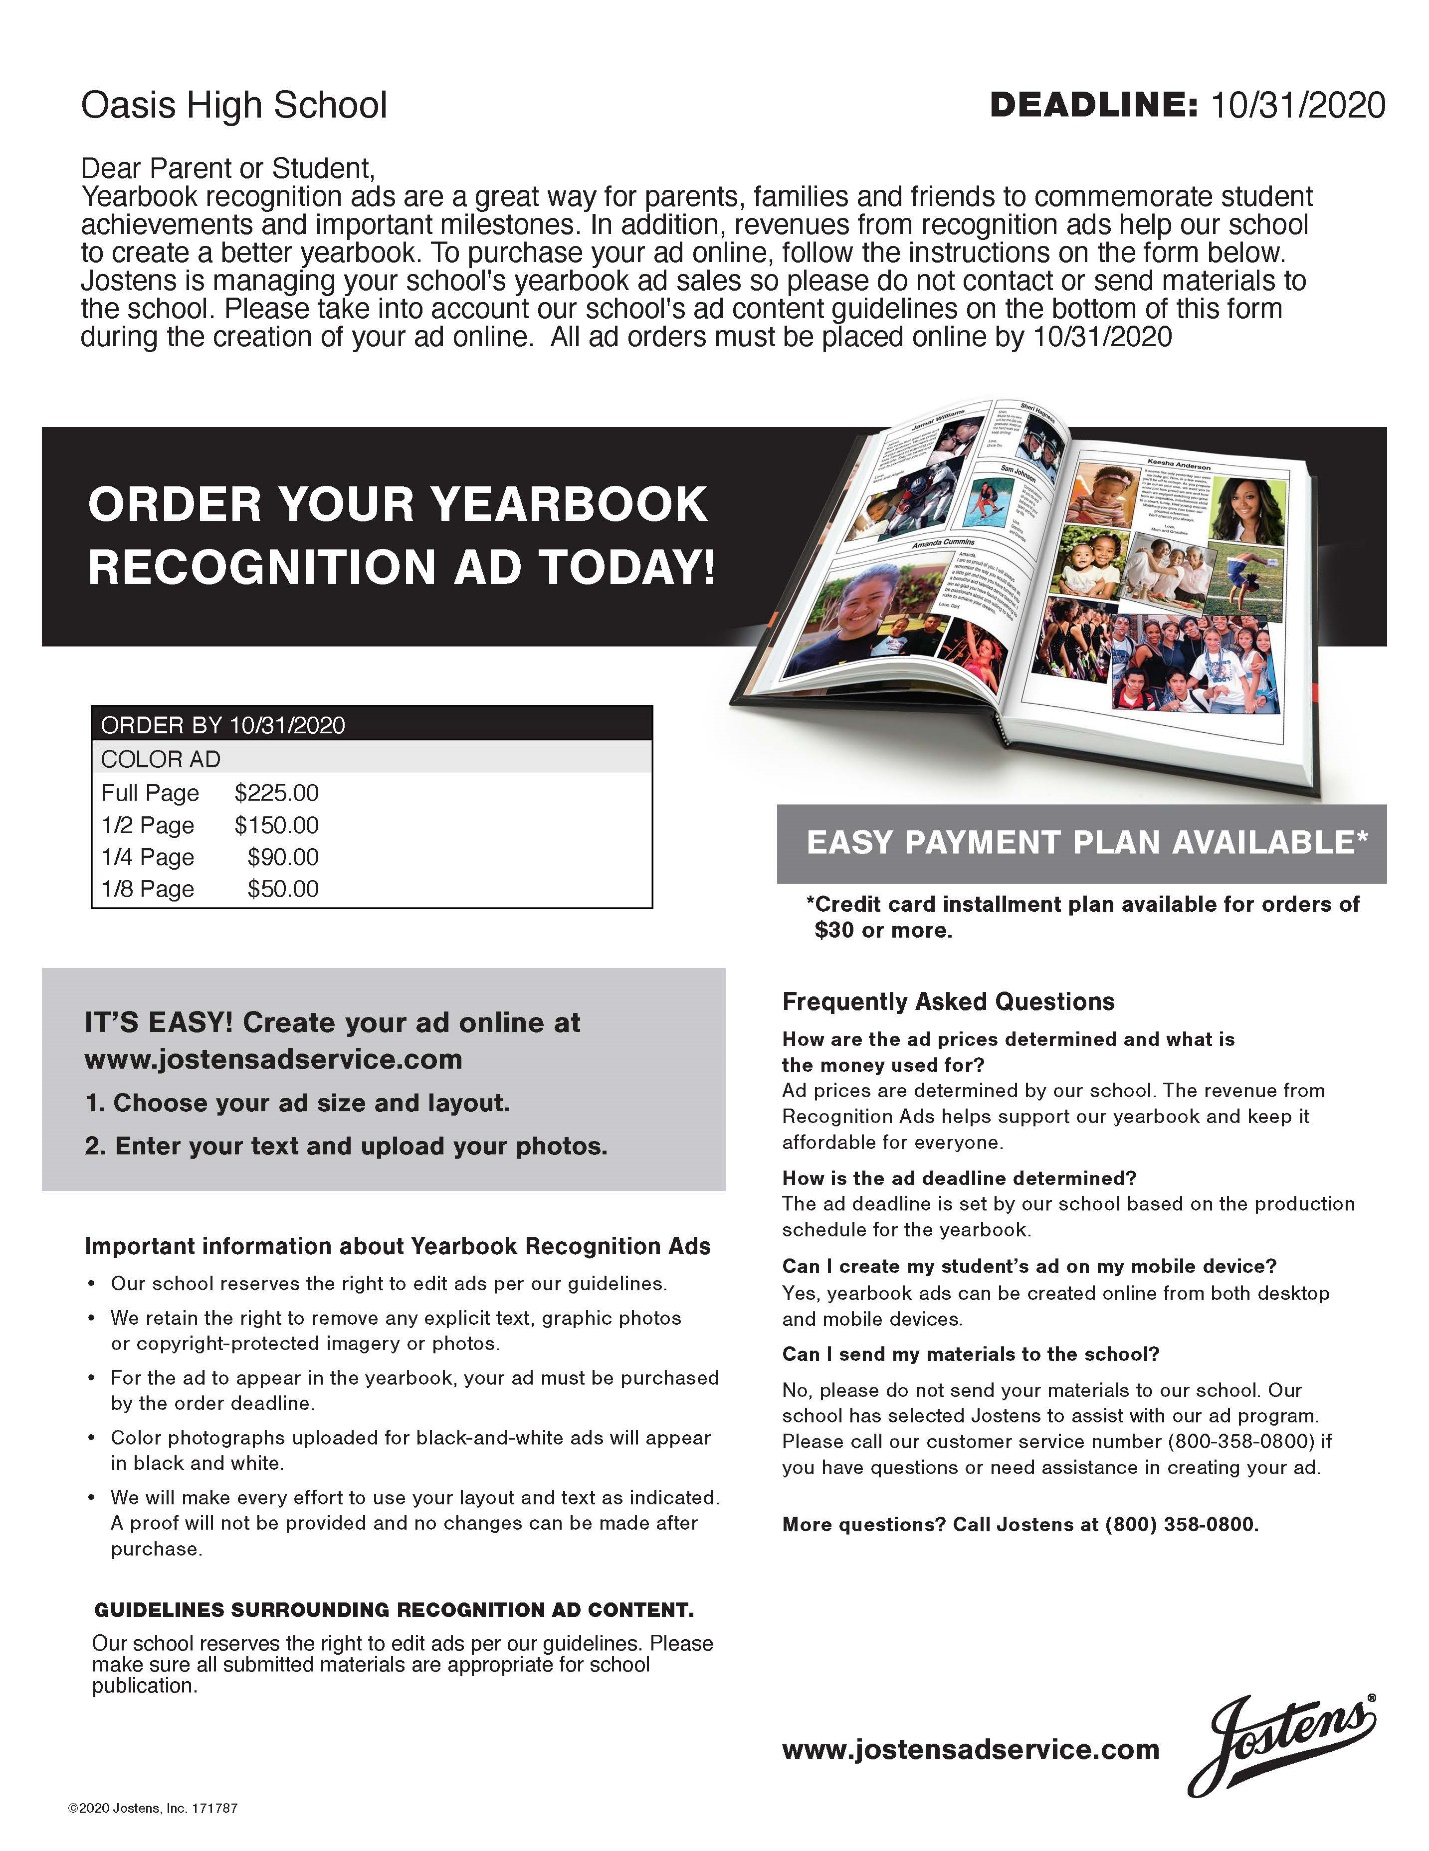 Oasis High School
DEADLINE: 10/31/2020
Dear Parent or Student,
Yearbook recognition ads are a great way for parents, families and friends to commemorate student
achievements and important milestones. In addition, revenues from recognition ads help our school
to create a better yearbook. To purchase your ad online, follow the instructions on the form below.
Jostens is managing your school's yearbook ad sales so please do not contact or send materials to
the school. Please take into account our school's ad content guidelines on the bottom of this form
during the creation of your ad online.  All ad orders must be placed online by 10/31/2020
ORDER YOUR YEARBOOK
RECOGNITION AD TODAY!
Jamal Williams
Sheri Hagness
Sam Johnson
Amanda Cummins
Keesha Anderson
ORDER BY 10/31/2020
COLOR AD
Full Page $225.00
1/2 Page $150.00
1/4 Page $90.00
1/8 Page $50.00
EASY PAYMENT PLAN AVAILABLE*
*Credit card installment plan available for orders of
$30 or more.
IT’S EASY! Create your ad online at
www.jostensadservice.com
1. Choose your ad size and layout.
2. Enter your text and upload your photos.
Important information about Yearbook Recognition Ads
• Our school reserves the right to edit ads per our guidelines.
• We retain the right to remove any explicit text, graphic photos
or copyright-protected imagery or photos.
• For the ad to appear in the yearbook, your ad must be purchased
by the order deadline.
• Color photographs uploaded for black-and-white ads will appear
in black and white.
• We will make every effort to use your layout and text as indicated.
A proof will not be provided and no changes can be made after
purchase.
GUIDELINES SURROUNDING RECOGNITION AD CONTENT.
Our school reserves the right to edit ads per our guidelines. Please
make sure all submitted materials are appropriate for school
publication.
Frequently Asked Questions
How are the ad prices determined and what is
the money used for?
Ad prices are determined by our school. The revenue from
Recognition Ads helps support our yearbook and keep it
affordable for everyone.
How is the ad deadline determined?
The ad deadline is set by our school based on the production
schedule for the yearbook.
Can I create my student’s ad on my mobile device?
Yes, yearbook ads can be created online from both desktop
and mobile devices.
Can I send my materials to the school?
No, please do not send your materials to our school. Our
school has selected Jostens to assist with our ad program.
Please call our customer service number (800-358-0800) if
you have questions or need assistance in creating your ad.
More questions? Call Jostens at (800) 358-0800.
www.jostensadservice.com
Jostens®
©2020 Jostens, Inc. 171787